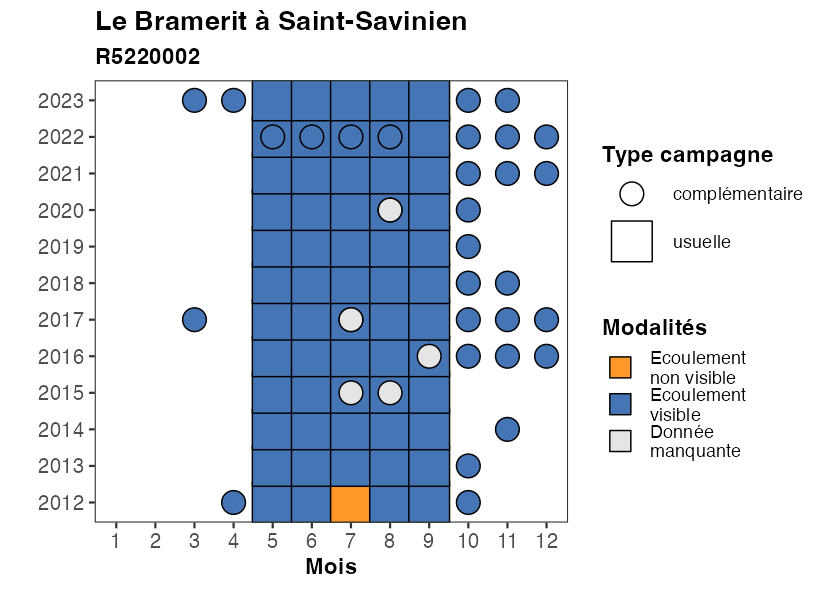 Le Bramerit à Saint-Savinien
R5220002
2023
2022
2021
2020
2019
2018
2017
2016
2015
2014
2013
2012
1 2 3 4 5 6 7 8 9 10 11 12
Mois
Type campagne
complémentaire
usuelle
Modalités
Ecoulement
non visible
Ecoulement
visible
Donnée
manquante